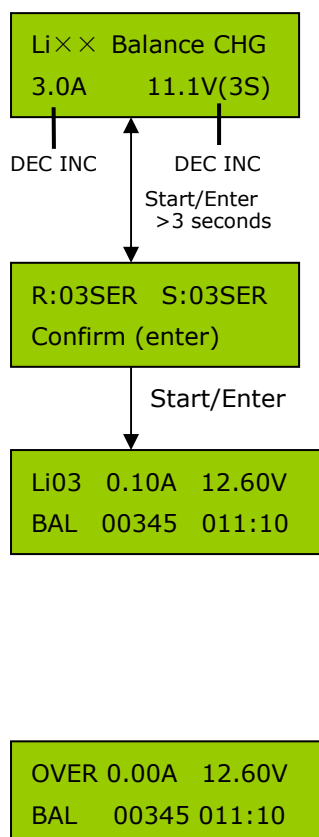 Li×× Balance CHG
3.0A 11.1V(3S)
DEC INC DEC INC
Start/Enter
>3 seconds
R:03SER S:03SER
Confirm (enter)
Start/Enter
Li03 0.10A 12.60V
BAL 00345 011:10
OVER 0.00A 12.60V
BAL 00345 011:10